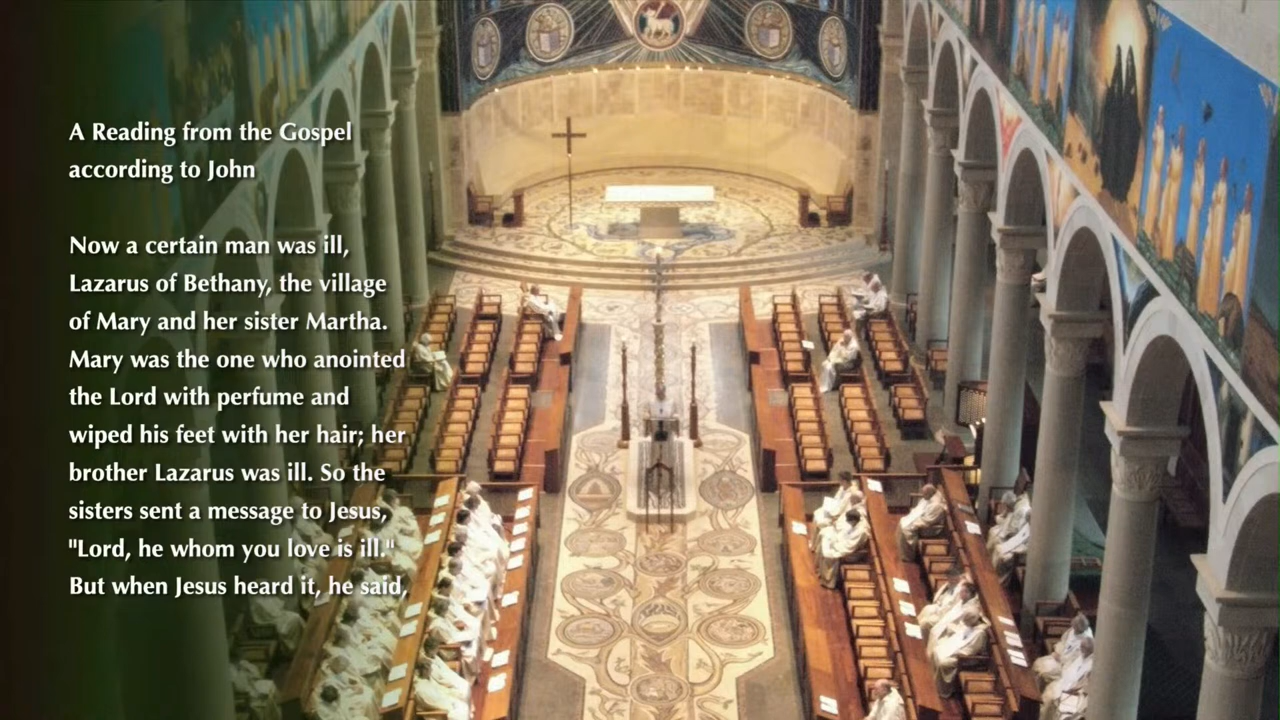 A Reading from the Gospel
according to John
Now a certain man was ill,
Lazarus of Bethany, the village
of Mary and her sister Martha.
Mary was the one who anointed
the Lord with perfume and
wiped his feet with her hair; her
brother Lazarus was ill. So the
sisters sent a message to Jesus,
"Lord, he whom you love is ill."
But when Jesus heard it, he said,